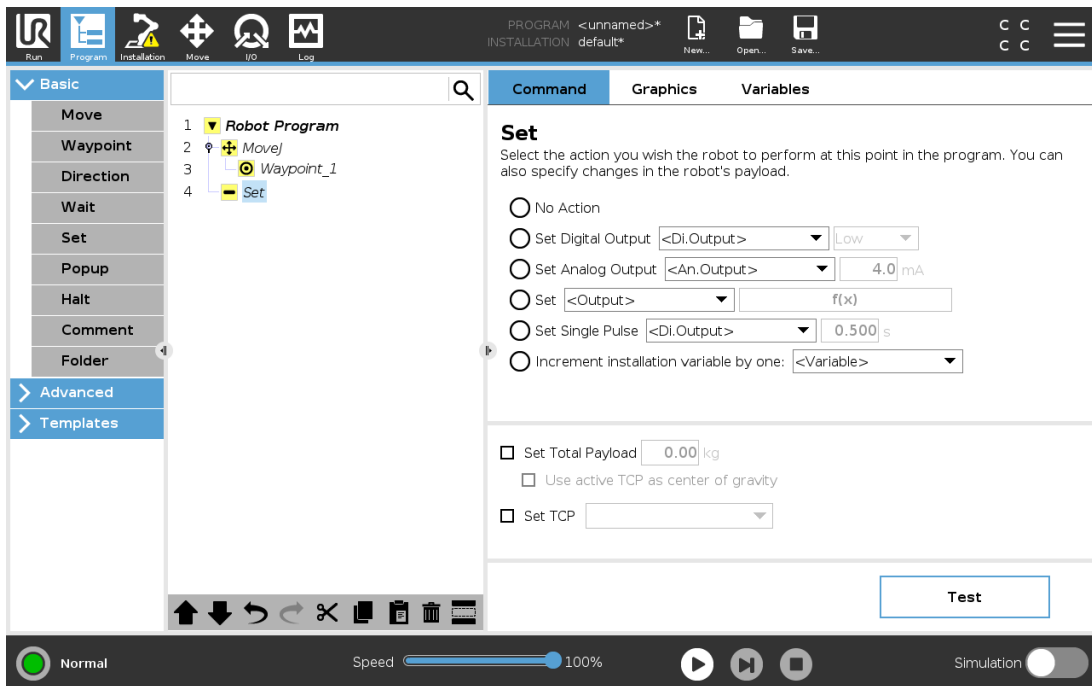 PROGRAM <unnamed>*
INSTALLATION default*
C C
C C
Run Program Installation Move I/O Log New... Open... Save...
Basic
Move
Waypoint
Direction
Wait
Set
Popup
Halt
Comment
Folder
Advanced
Templates
1 Robot Program
2 MoveJ
3 Waypoint_1
4 Set
Command Graphics Variables
Set
Select the action you wish the robot to perform at this point in the program. You can
also specify changes in the robot's payload.
No Action
Set Digital Output <Di.Output> Low
Set Analog Output <An.Output> 4.0 mA
Set <Output> f(x)
Set Single Pulse <Di.Output> 0.500 s
Increment installation variable by one: <Variable>
Set Total Payload 0.00 kg
Use active TCP as center of gravity
Set TCP
Test
Normal Speed 100% Simulation